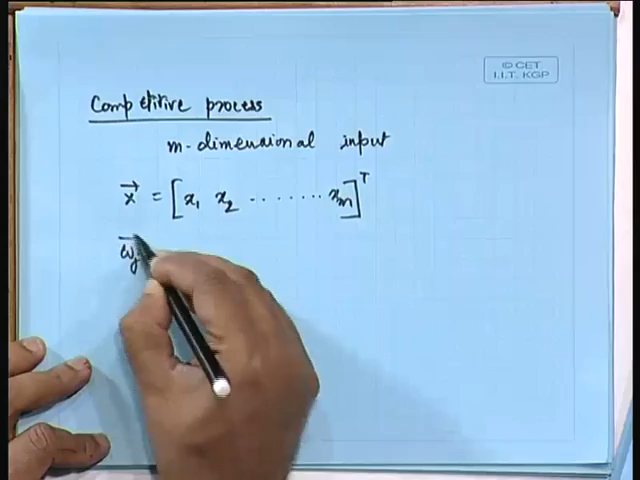 © CET
I.I.T. KGP
Competitive process
m-dimensional input
x⃗ = [x₁ x₂ ........ xₘ]ᵀ
w⃗ⱼ